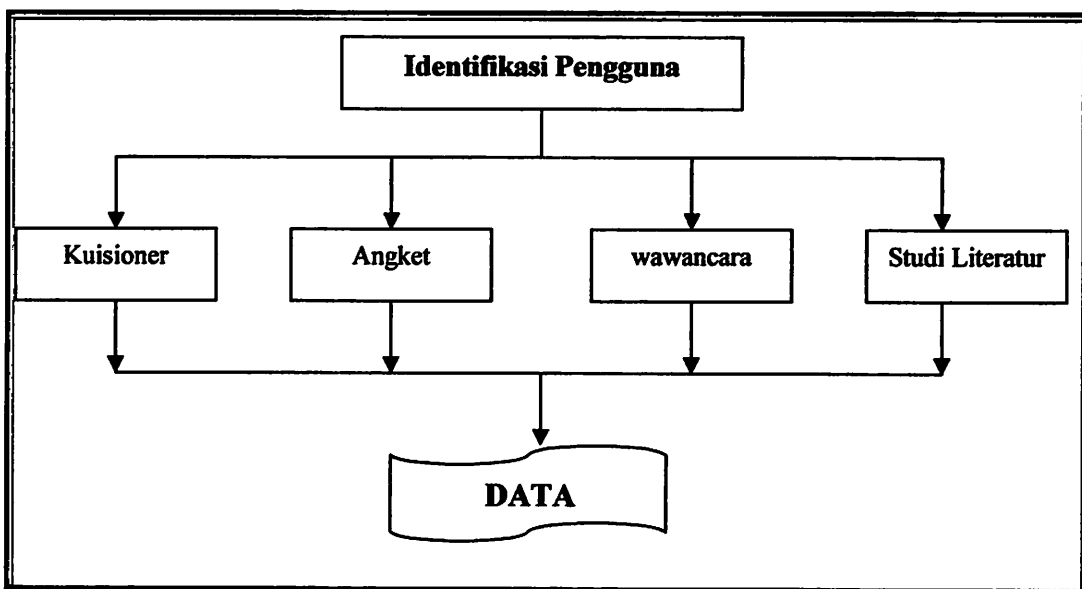 Identifikasi Pengguna
Kuisioner
Angket
wawancara
Studi Literatur
DATA